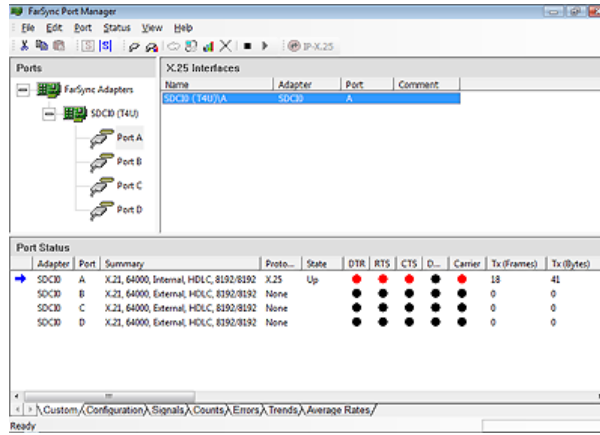 FarSync Port Manager
File Edit Port Status View Help
IP-X.25
Ports
X.25 Interfaces
Name Adapter Port Comment
SDCI0 (T4U)\A SDCI0 A
FarSync Adapters
SDCI0 (T4U)
Port A
Port B
Port C
Port D
Port Status
Adapter Port Summary Proto... State DTR RTS CTS D... Carrier Tx (Frames) Tx (Bytes)
SDCI0 A X.21, 64000, Internal, HDLC, 8192/8192 X.25 Up 18 41
SDCI0 B X.21, 64000, External, HDLC, 8192/8192 None 0 0
SDCI0 C X.21, 64000, External, HDLC, 8192/8192 None 0 0
SDCI0 D X.21, 64000, External, HDLC, 8192/8192 None 0 0
Custom Configuration Signals Counts Errors Trends Average Rates
Ready